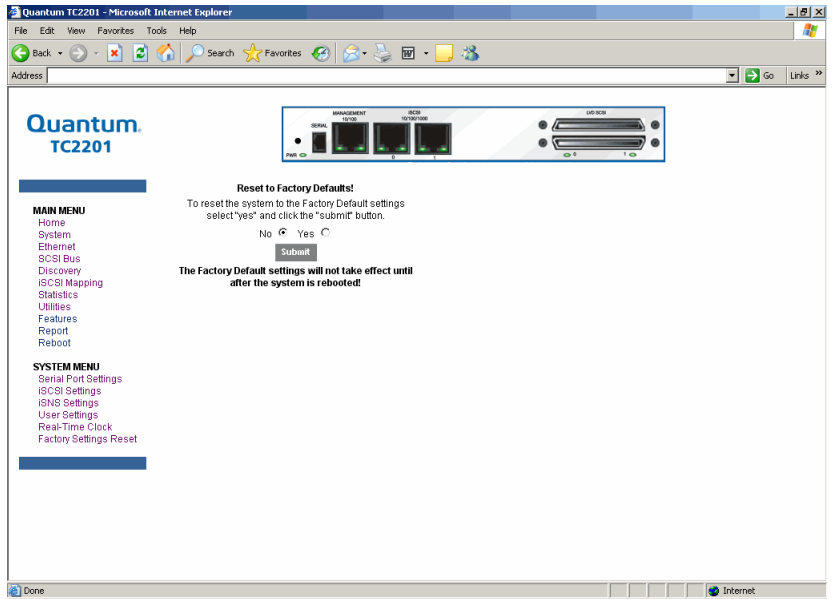 Quantum TC2201 - Microsoft Internet Explorer
File Edit View Favorites Tools Help
Back Search Favorites
Address Go Links »
Quantum.
TC2201
MANAGEMENT
10/100
iSCSI
10/100/1000
LVD SCSI
SERIAL
PWR 0 1 0 1
Reset to Factory Defaults!
To reset the system to the Factory Default settings
select "yes" and click the "submit" button.
No Yes
Submit
The Factory Default settings will not take effect until
after the system is rebooted!
MAIN MENU
Home
System
Ethernet
SCSI Bus
Discovery
iSCSI Mapping
Statistics
Utilities
Features
Report
Reboot
SYSTEM MENU
Serial Port Settings
iSCSI Settings
iSNS Settings
User Settings
Real-Time Clock
Factory Settings Reset
Done Internet